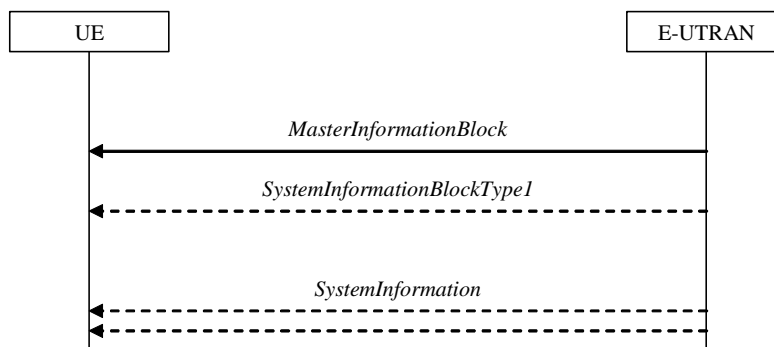 UE
E-UTRAN
MasterInformationBlock
SystemInformationBlockType1
SystemInformation